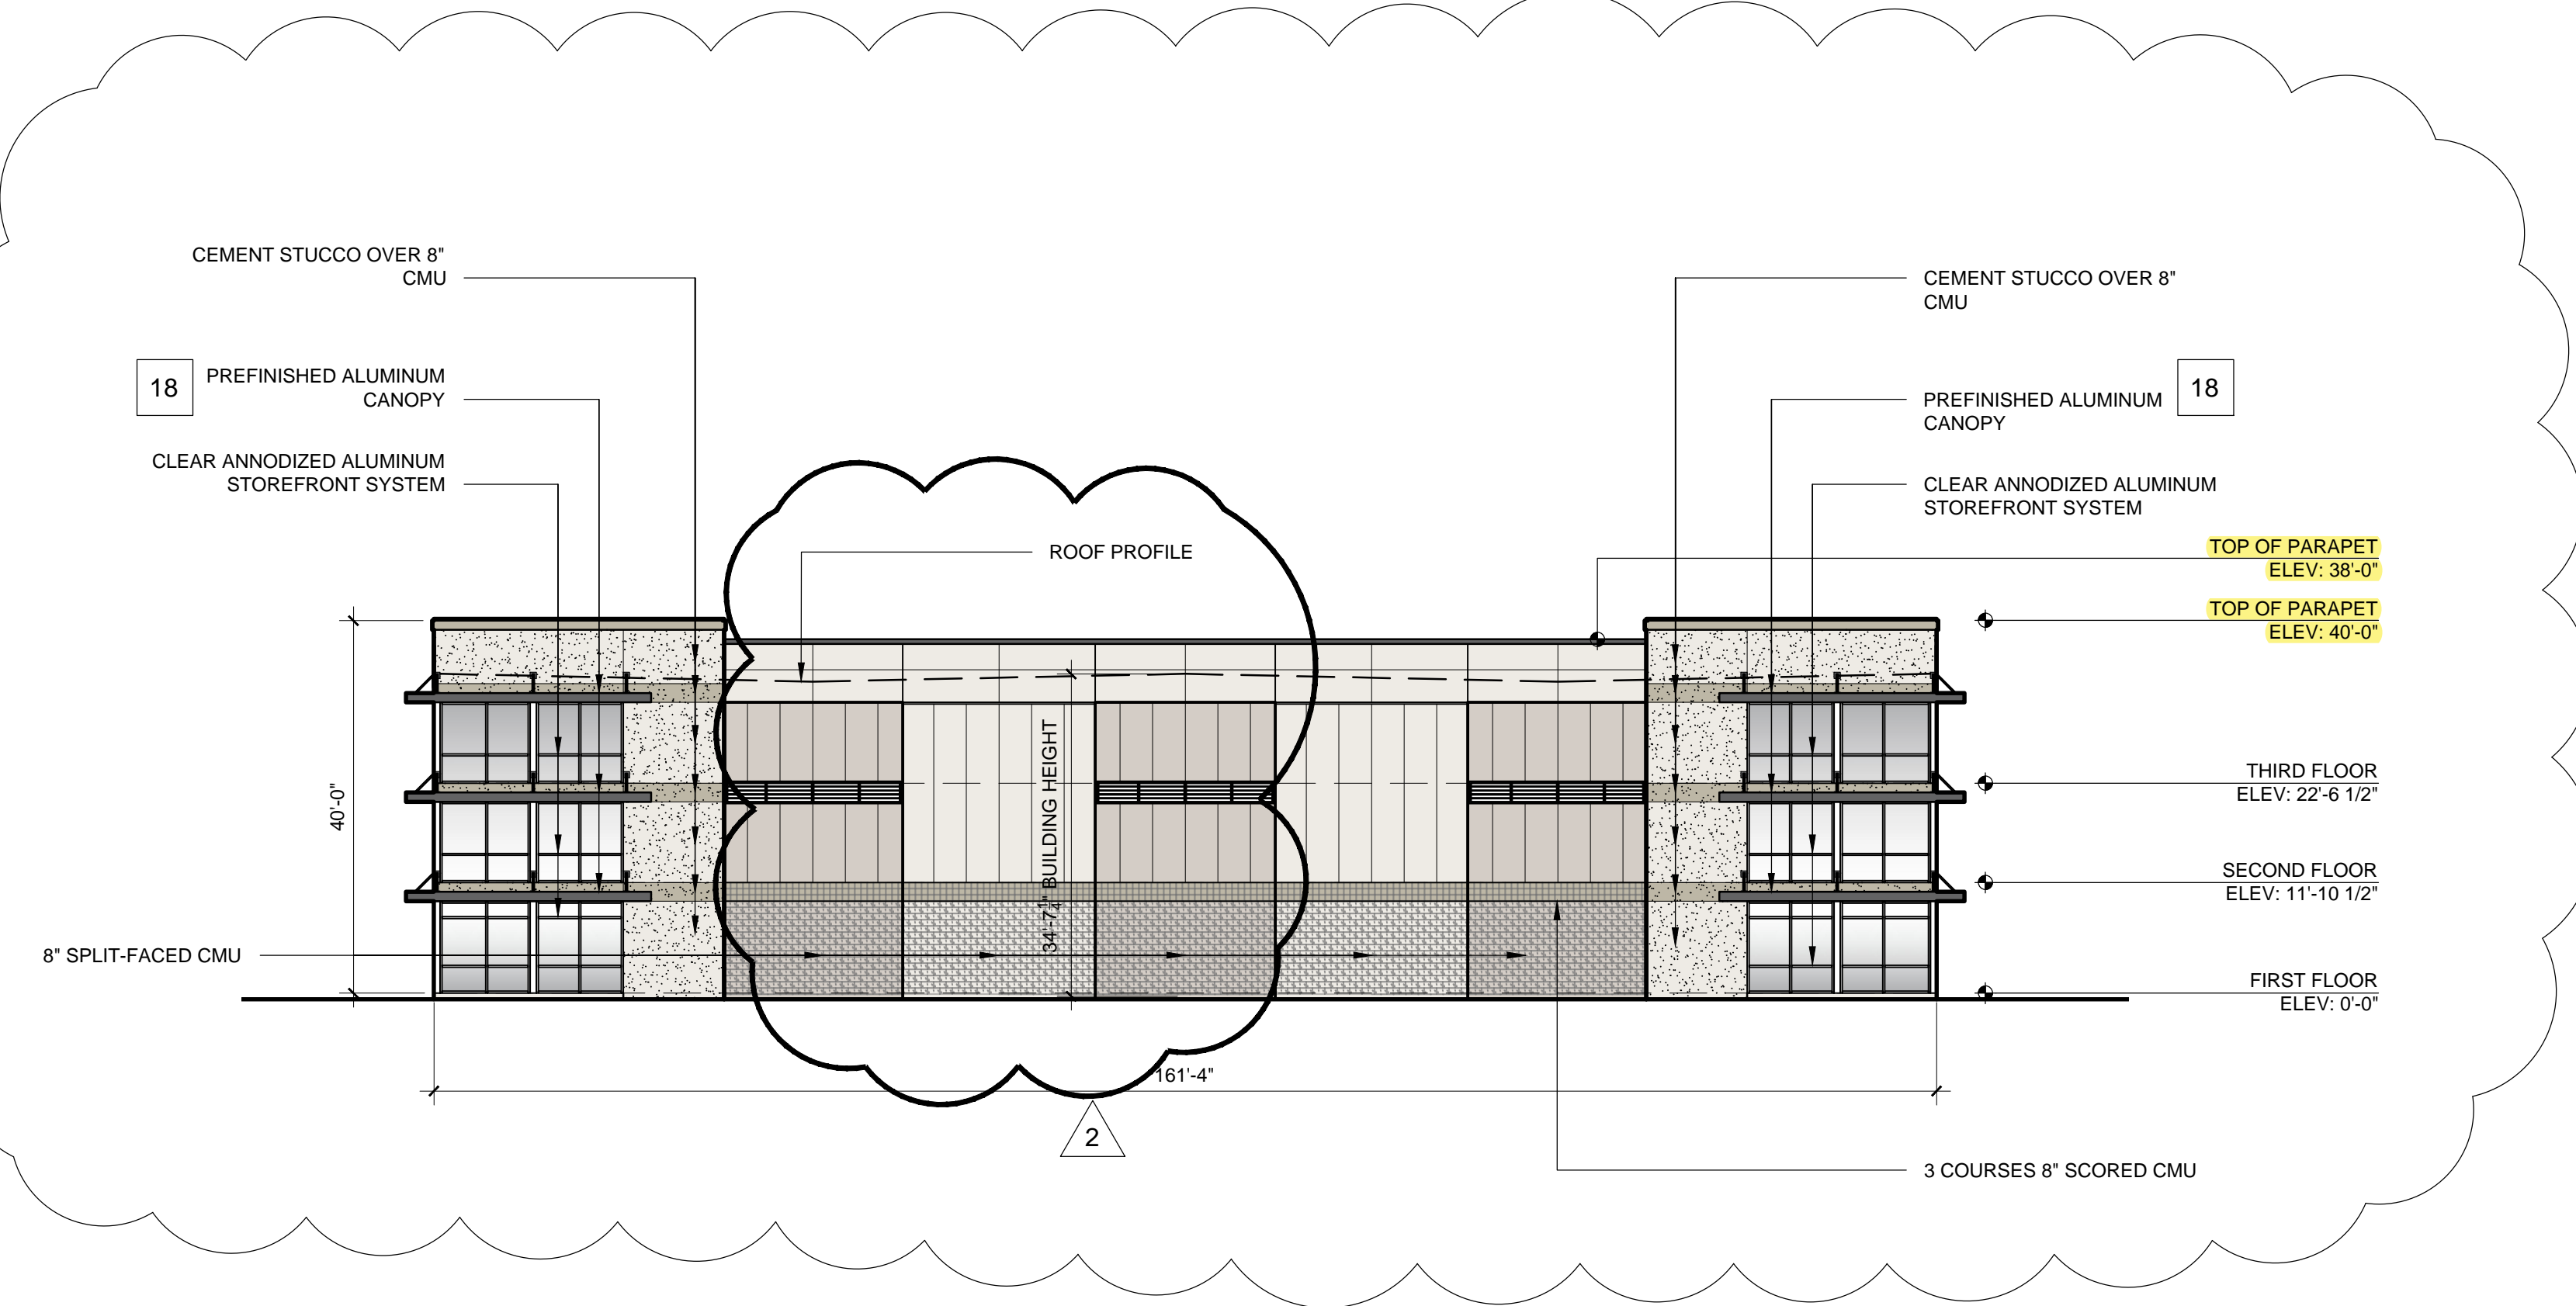 CEMENT STUCCO OVER 8"
CMU
18
PREFINISHED ALUMINUM
CANOPY
CLEAR ANNODIZED ALUMINUM
STOREFRONT SYSTEM
CEMENT STUCCO OVER 8"
CMU
PREFINISHED ALUMINUM
CANOPY
18
CLEAR ANNODIZED ALUMINUM
STOREFRONT SYSTEM
ROOF PROFILE
TOP OF PARAPET
ELEV: 38'-0"
TOP OF PARAPET
ELEV: 40'-0"
40'-0"
34'-7 1/4" BUILDING HEIGHT
THIRD FLOOR
ELEV: 22'-6 1/2"
SECOND FLOOR
ELEV: 11'-10 1/2"
8" SPLIT-FACED CMU
FIRST FLOOR
ELEV: 0'-0"
161'-4"
2
3 COURSES 8" SCORED CMU